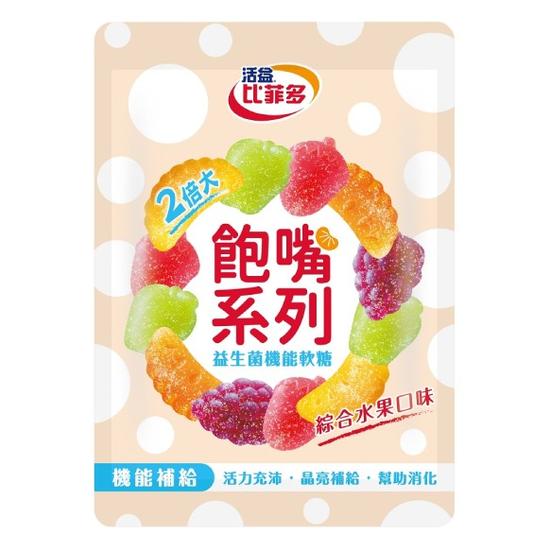 活益
比菲多
2倍大
飽嘴
系列
益生菌機能軟糖
綜合水果口味
機能補給
活力充沛・晶亮補給・幫助消化